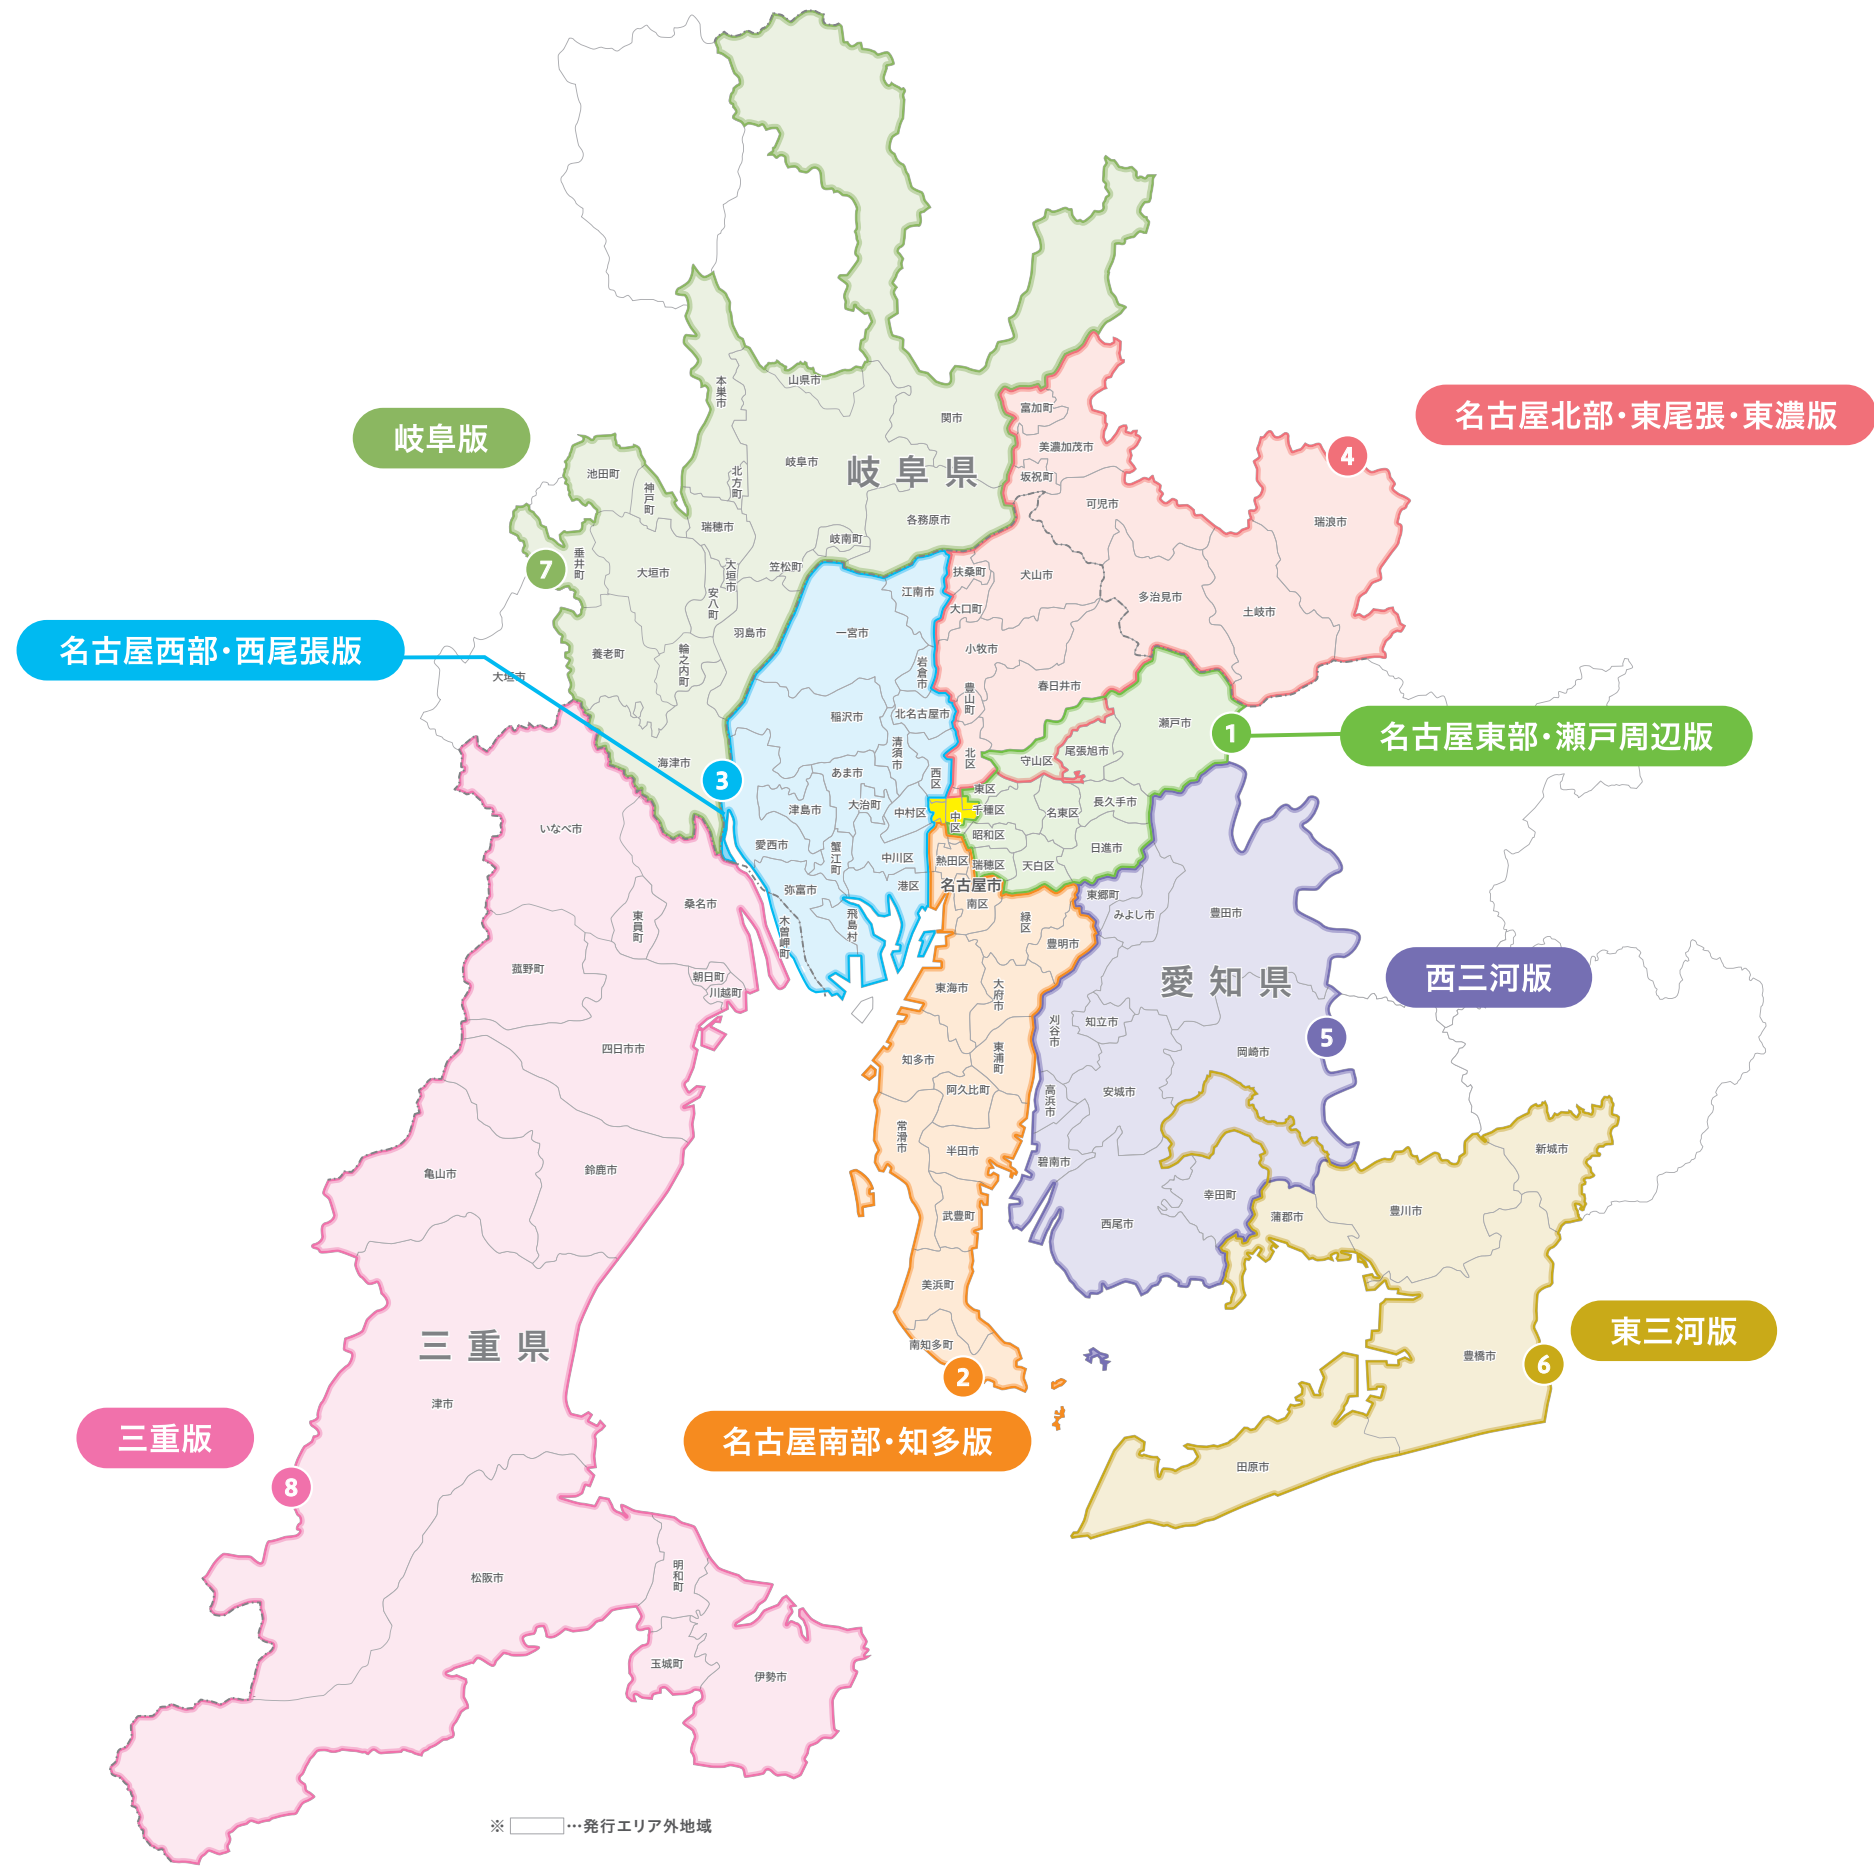 本巣市
山県市
関市
富加町
美濃加茂市
岐阜版
名古屋北部・東尾張・東濃版
4
岐阜市
岐阜県
北方町
坂祝町
池田町
神戸町
可児市
瑞浪市
瑞穂市
各務原市
岐南町
垂井町
7
大垣市
大垣市
笠松町
安八町
扶桑町
犬山市
江南市
大口町
多治見市
土岐市
羽島市
一宮市
名古屋西部・西尾張版
養老町
輪之内町
小牧市
大垣市
岩倉市
春日井市
豊山町
稲沢市
北名古屋市
瀬戸市
1
名古屋東部・瀬戸周辺版
清須市
北区
尾張旭市
守山区
海津市
3
あま市
西区
東区
津島市
大治町
中村区
中区
千種区
名東区
長久手市
いなべ市
昭和区
愛西市
蟹江町
中川区
熱田区
瑞穂区
天白区
日進市
弥富市
港区
名古屋市
東郷町
桑名市
南区
みよし市
豊田市
東員町
木曽岬町
飛島村
緑区
豊明市
菰野町
朝日町
川越町
東海市
大府市
愛知県
西三河版
四日市市
刈谷市
知立市
5
岡崎市
知多市
東浦町
阿久比町
高浜市
安城市
常滑市
半田市
新城市
碧南市
亀山市
鈴鹿市
幸田町
武豊町
西尾市
蒲郡市
豊川市
美浜町
三重県
南知多町
2
東三河版
豊橋市
6
津市
三重版
名古屋南部・知多版
田原市
8
松阪市
明和町
玉城町
伊勢市
※ …発行エリア外地域